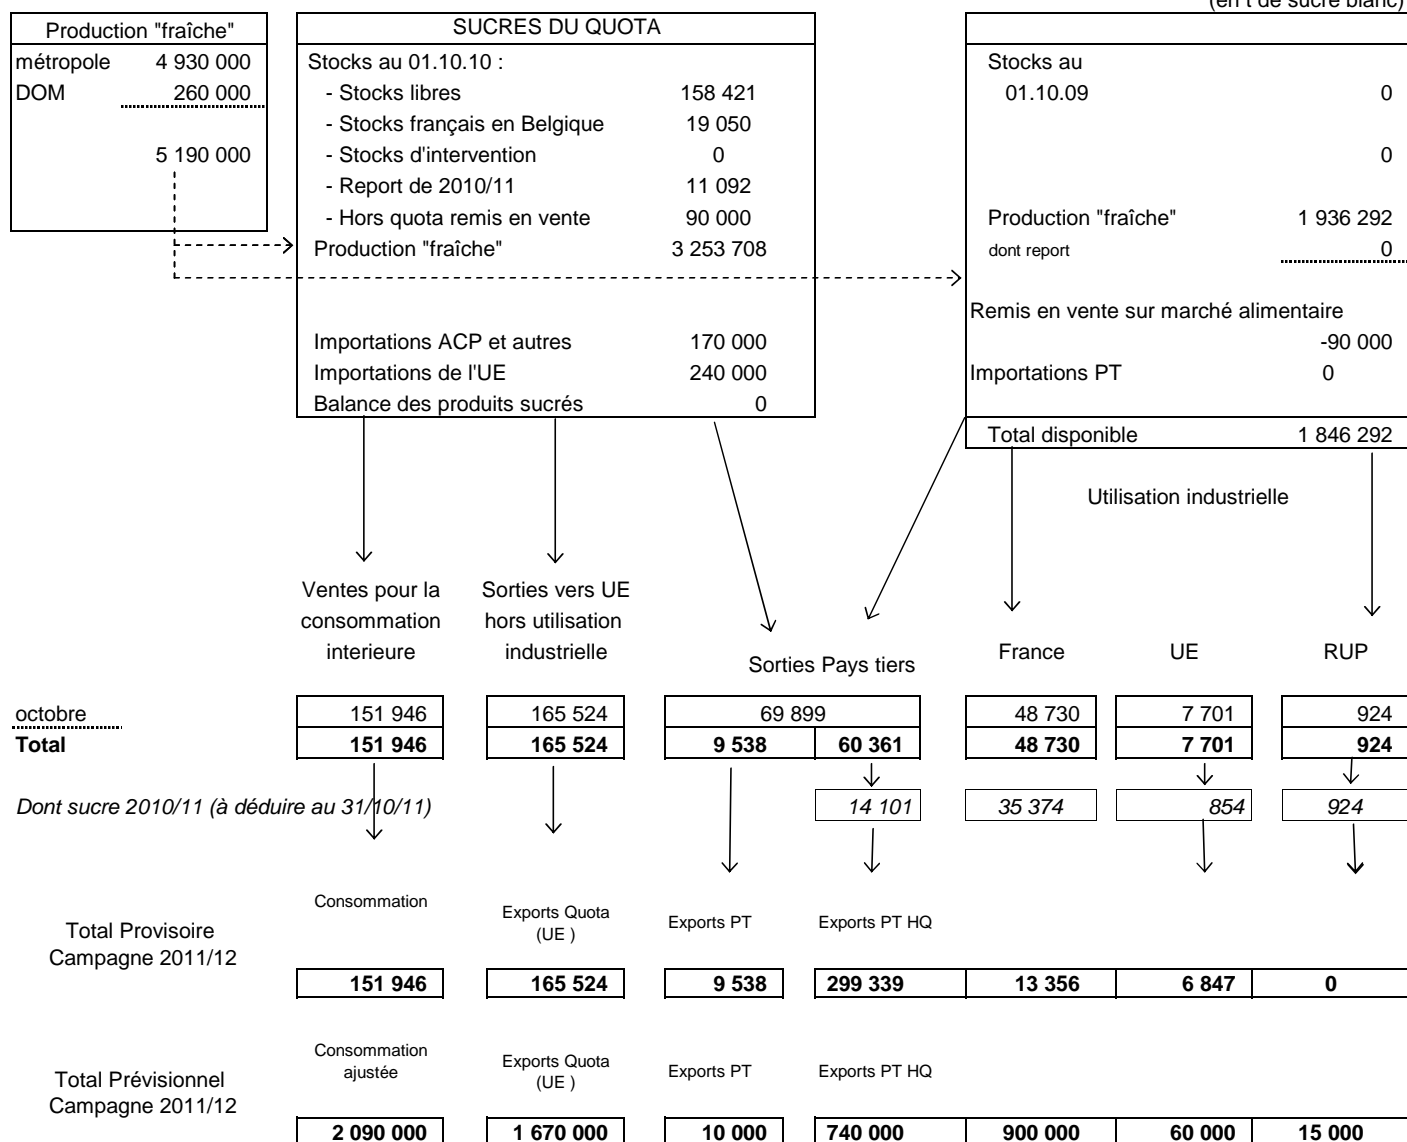 (en t de sucre blanc)
Production "fraîche"
métropole 4 930 000
DOM 260 000
5 190 000
SUCRES DU QUOTA
Stocks au 01.10.10 :
- Stocks libres 158 421
- Stocks français en Belgique 19 050
- Stocks d'intervention 0
- Report de 2010/11 11 092
- Hors quota remis en vente 90 000
Production "fraîche" 3 253 708
Importations ACP et autres 170 000
Importations de l'UE 240 000
Balance des produits sucrés 0
Stocks au
01.10.09 0
0
Production "fraîche" 1 936 292
dont report 0
Remis en vente sur marché alimentaire
-90 000
Importations PT 0
Total disponible 1 846 292
Utilisation industrielle
Ventes pour la
consommation
interieure
Sorties vers UE
hors utilisation
industrielle
Sorties Pays tiers
France UE RUP
octobre 151 946 165 524 69 899 48 730 7 701 924
Total 151 946 165 524 9 538 60 361 48 730 7 701 924
Dont sucre 2010/11 (à déduire au 31/10/11) 14 101 35 374 854 924
Total Provisoire
Campagne 2011/12
Consommation
Exports Quota
(UE )
Exports PT
Exports PT HQ
151 946 165 524 9 538 299 339 13 356 6 847 0
Total Prévisionnel
Campagne 2011/12
Consommation
ajustée
Exports Quota
(UE )
Exports PT
Exports PT HQ
2 090 000 1 670 000 10 000 740 000 900 000 60 000 15 000